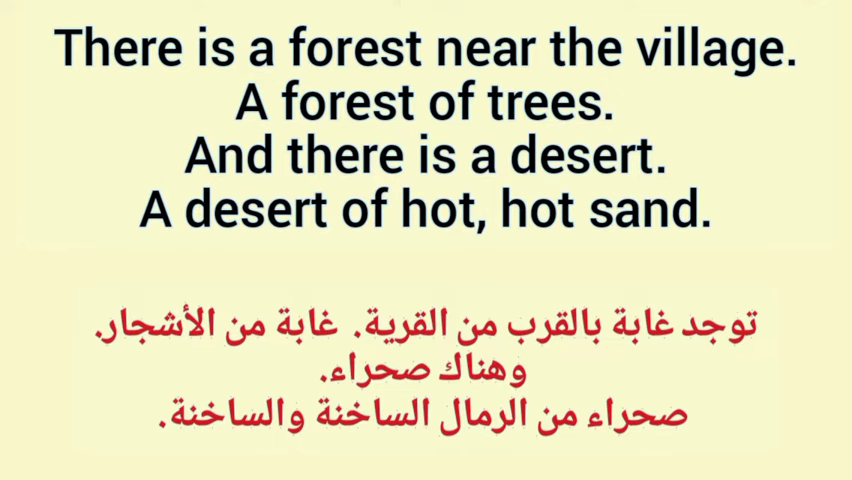 There is a forest near the village.
A forest of trees.
And there is a desert.
A desert of hot, hot sand.
توجد غابة بالقرب من القرية. غابة من الأشجار.
وهناك صحراء.
صحراء من الرمال الساخنة والساخنة.